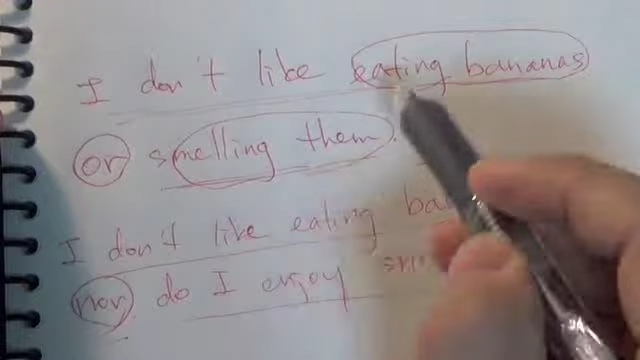 I don't like eating bananas
or smelling them.
I don't like eating
nor do I enjoy